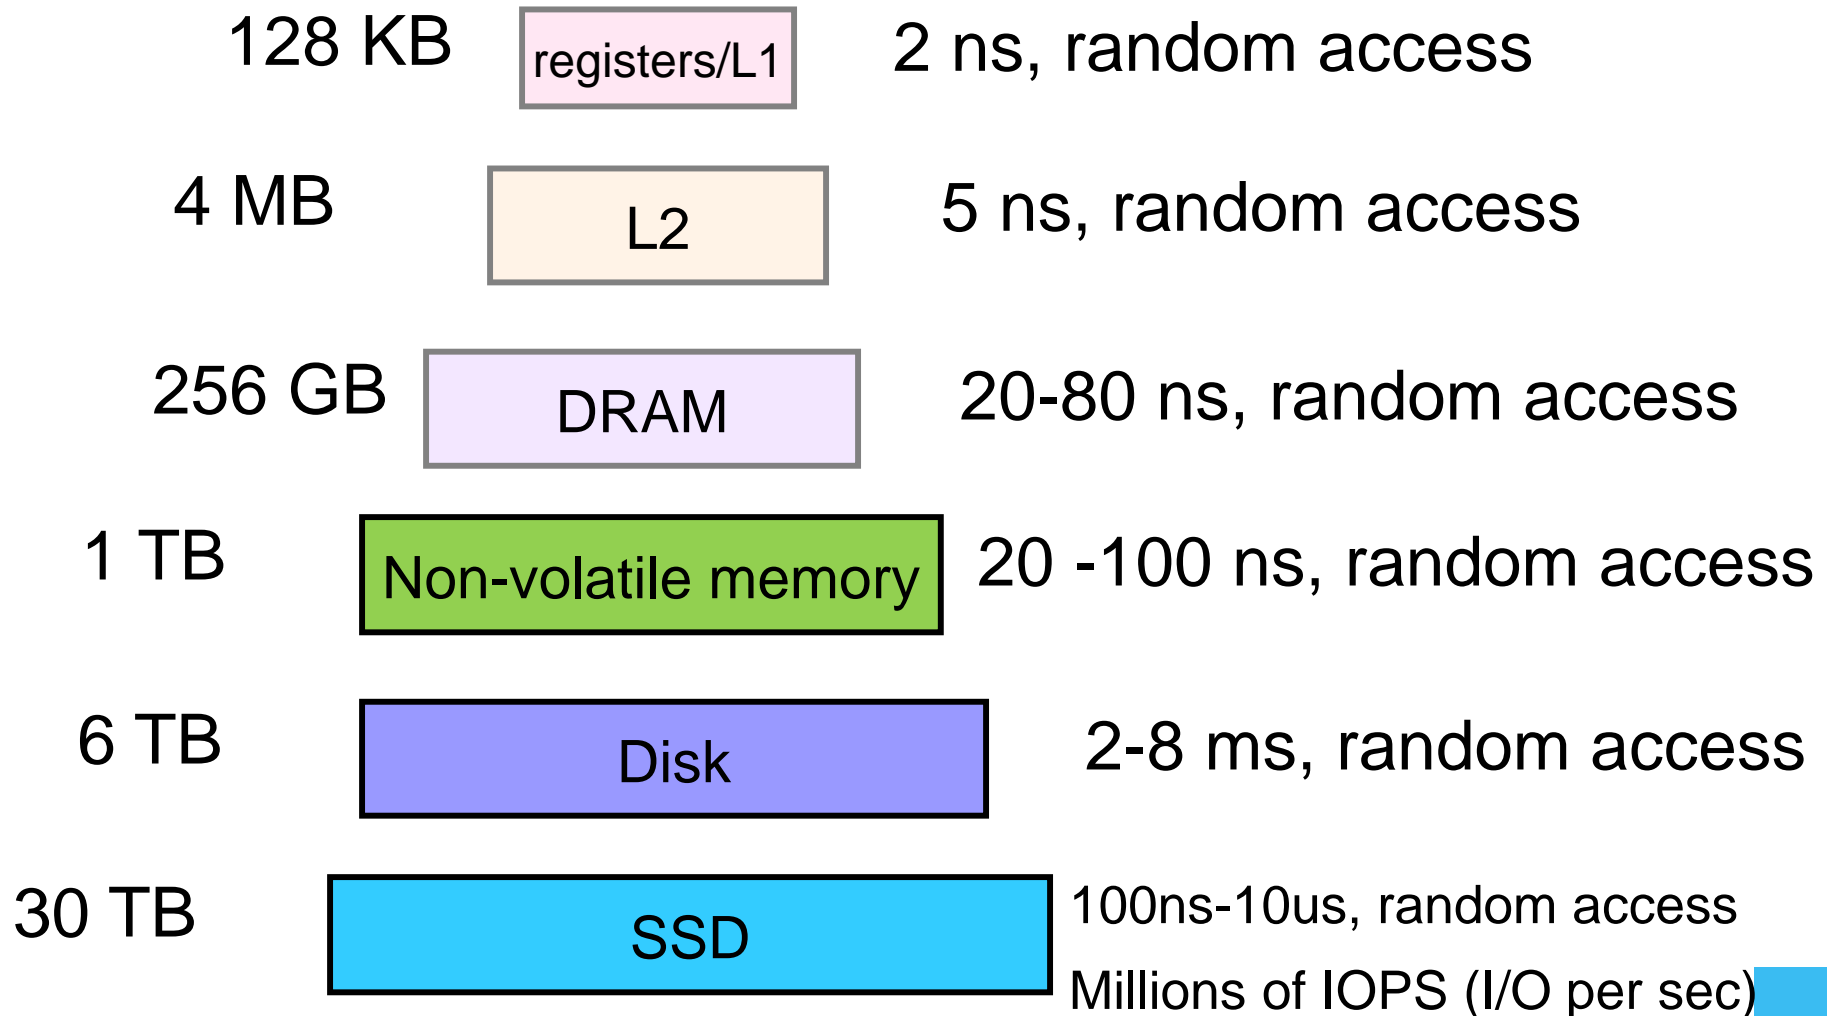 128 KB registers/L1 2 ns, random access
4 MB L2 5 ns, random access
256 GB DRAM 20-80 ns, random access
1 TB Non-volatile memory 20 -100 ns, random access
6 TB Disk 2-8 ms, random access
30 TB SSD 100ns-10us, random access
Millions of IOPS (I/O per sec)